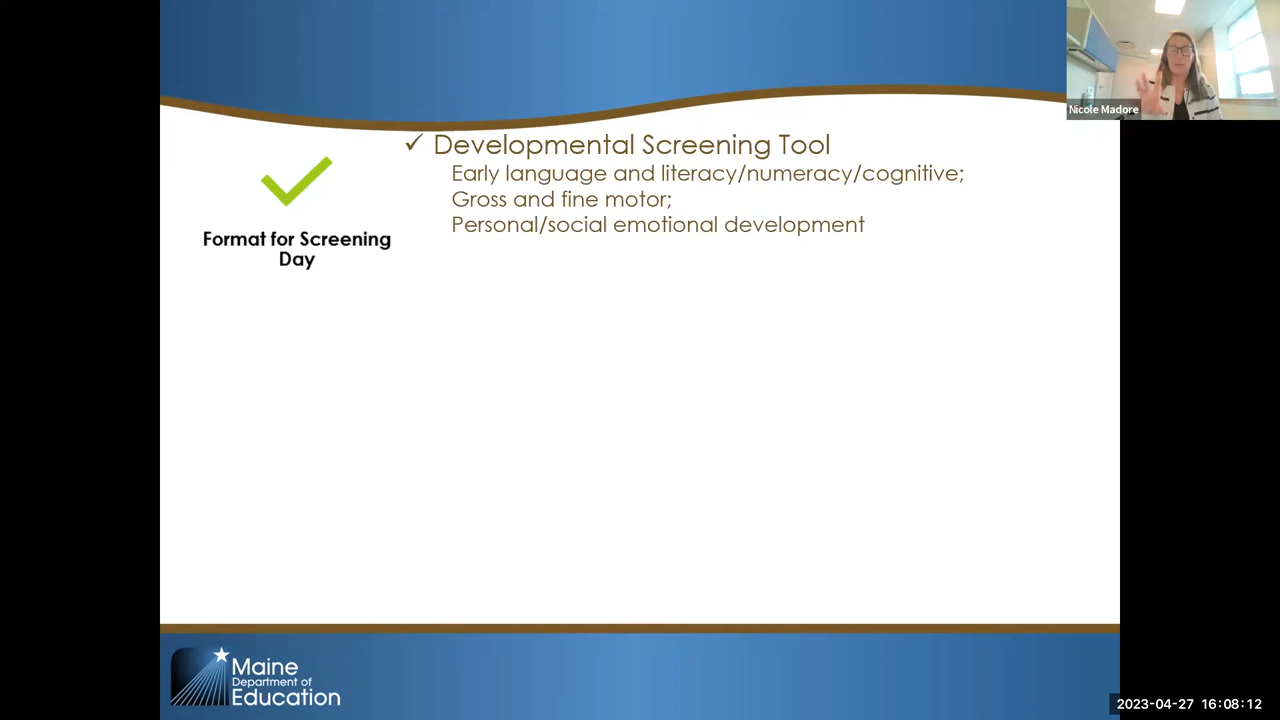 Nicole Madore
✓ Developmental Screening Tool
Early language and literacy/numeracy/cognitive;
Gross and fine motor;
Personal/social emotional development
Format for Screening
Day
Maine
Department of
Education
2023-04-27 16:08:12